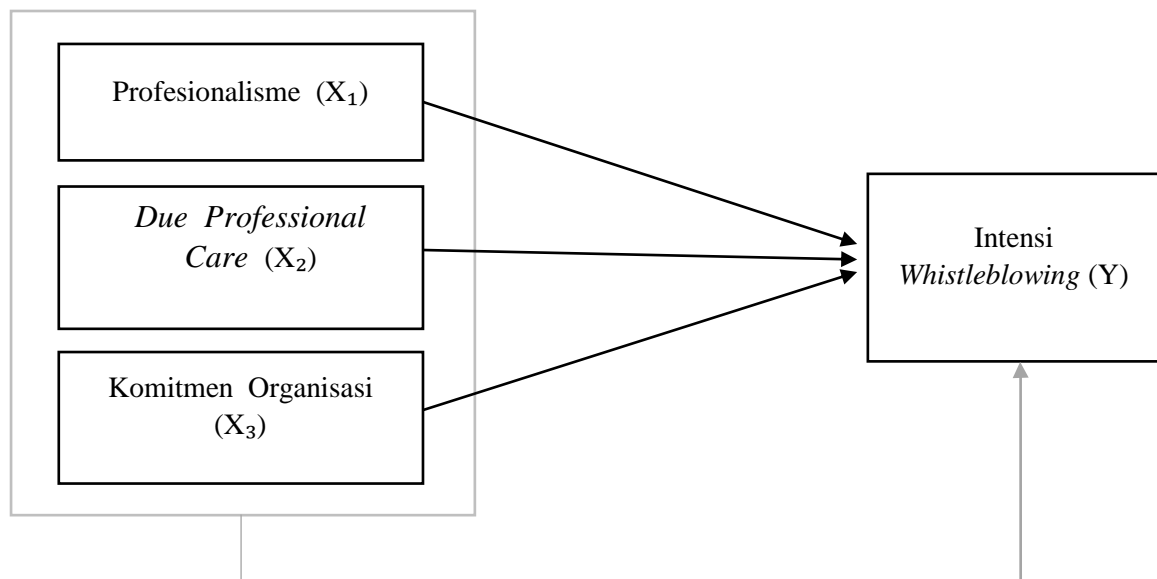 Profesionalisme (X₁)
Due Professional
Care (X₂)
Komitmen Organisasi
(X₃)
Intensi
Whistleblowing (Y)